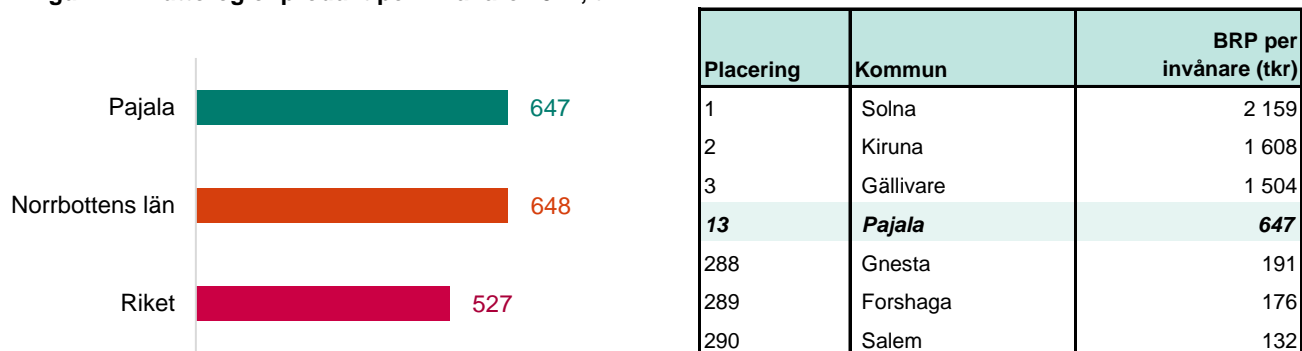 Pajala 647
Norrbottens län 648
Riket 527
Placering Kommun BRP per invånare (tkr)
1 Solna 2 159
2 Kiruna 1 608
3 Gällivare 1 504
13 Pajala 647
288 Gnesta 191
289 Forshaga 176
290 Salem 132